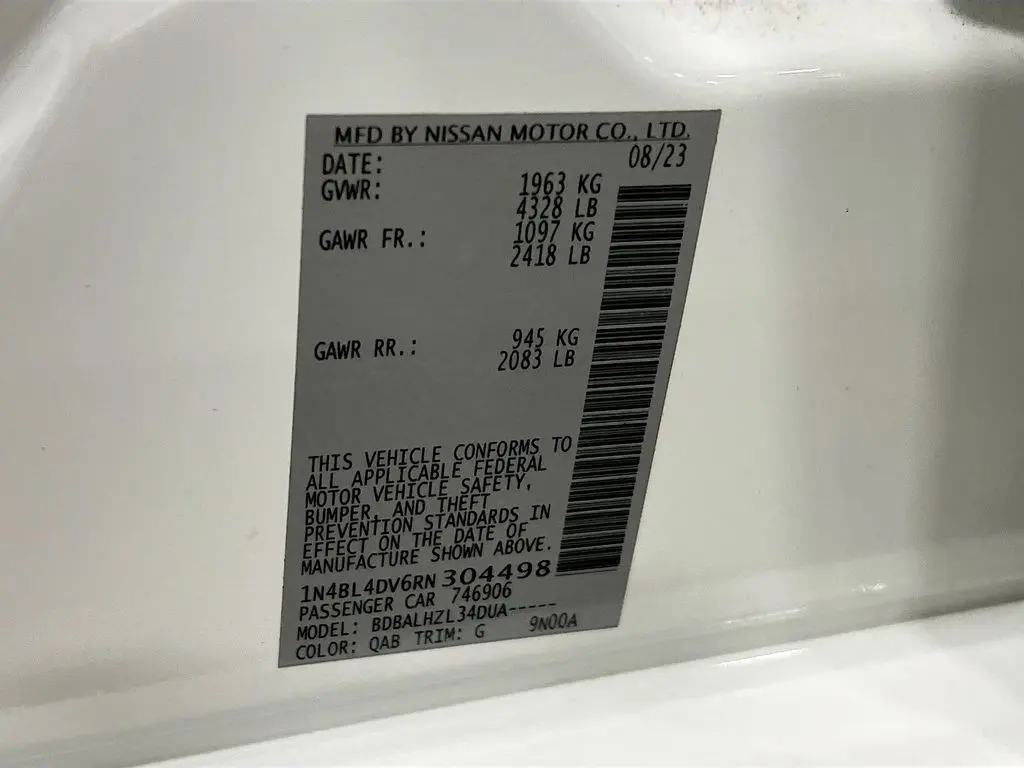 MFD BY NISSAN MOTOR CO., LTD.
DATE: 08/23
GVWR: 1963 KG
4328 LB
GAWR FR.: 1097 KG
2418 LB
GAWR RR.: 945 KG
2083 LB
THIS VEHICLE CONFORMS TO
ALL APPLICABLE FEDERAL
MOTOR VEHICLE SAFETY,
BUMPER, AND THEFT
PREVENTION STANDARDS IN
EFFECT ON THE DATE OF
MANUFACTURE SHOWN ABOVE.
1N4BL4DV6RN304498
PASSENGER CAR 746906
MODEL: BDBALHZL34DUA-----
COLOR: QAB TRIM: G 9N00A